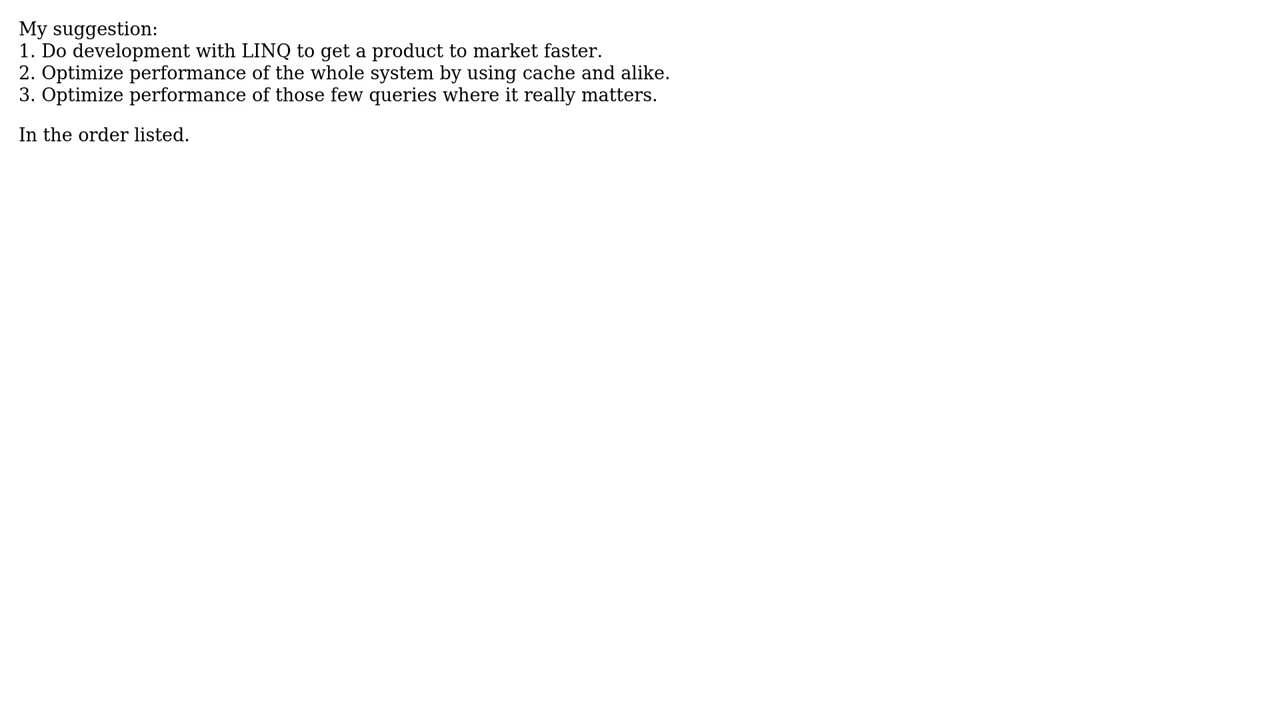 My suggestion:
1. Do development with LINQ to get a product to market faster.
2. Optimize performance of the whole system by using cache and alike.
3. Optimize performance of those few queries where it really matters.
In the order listed.